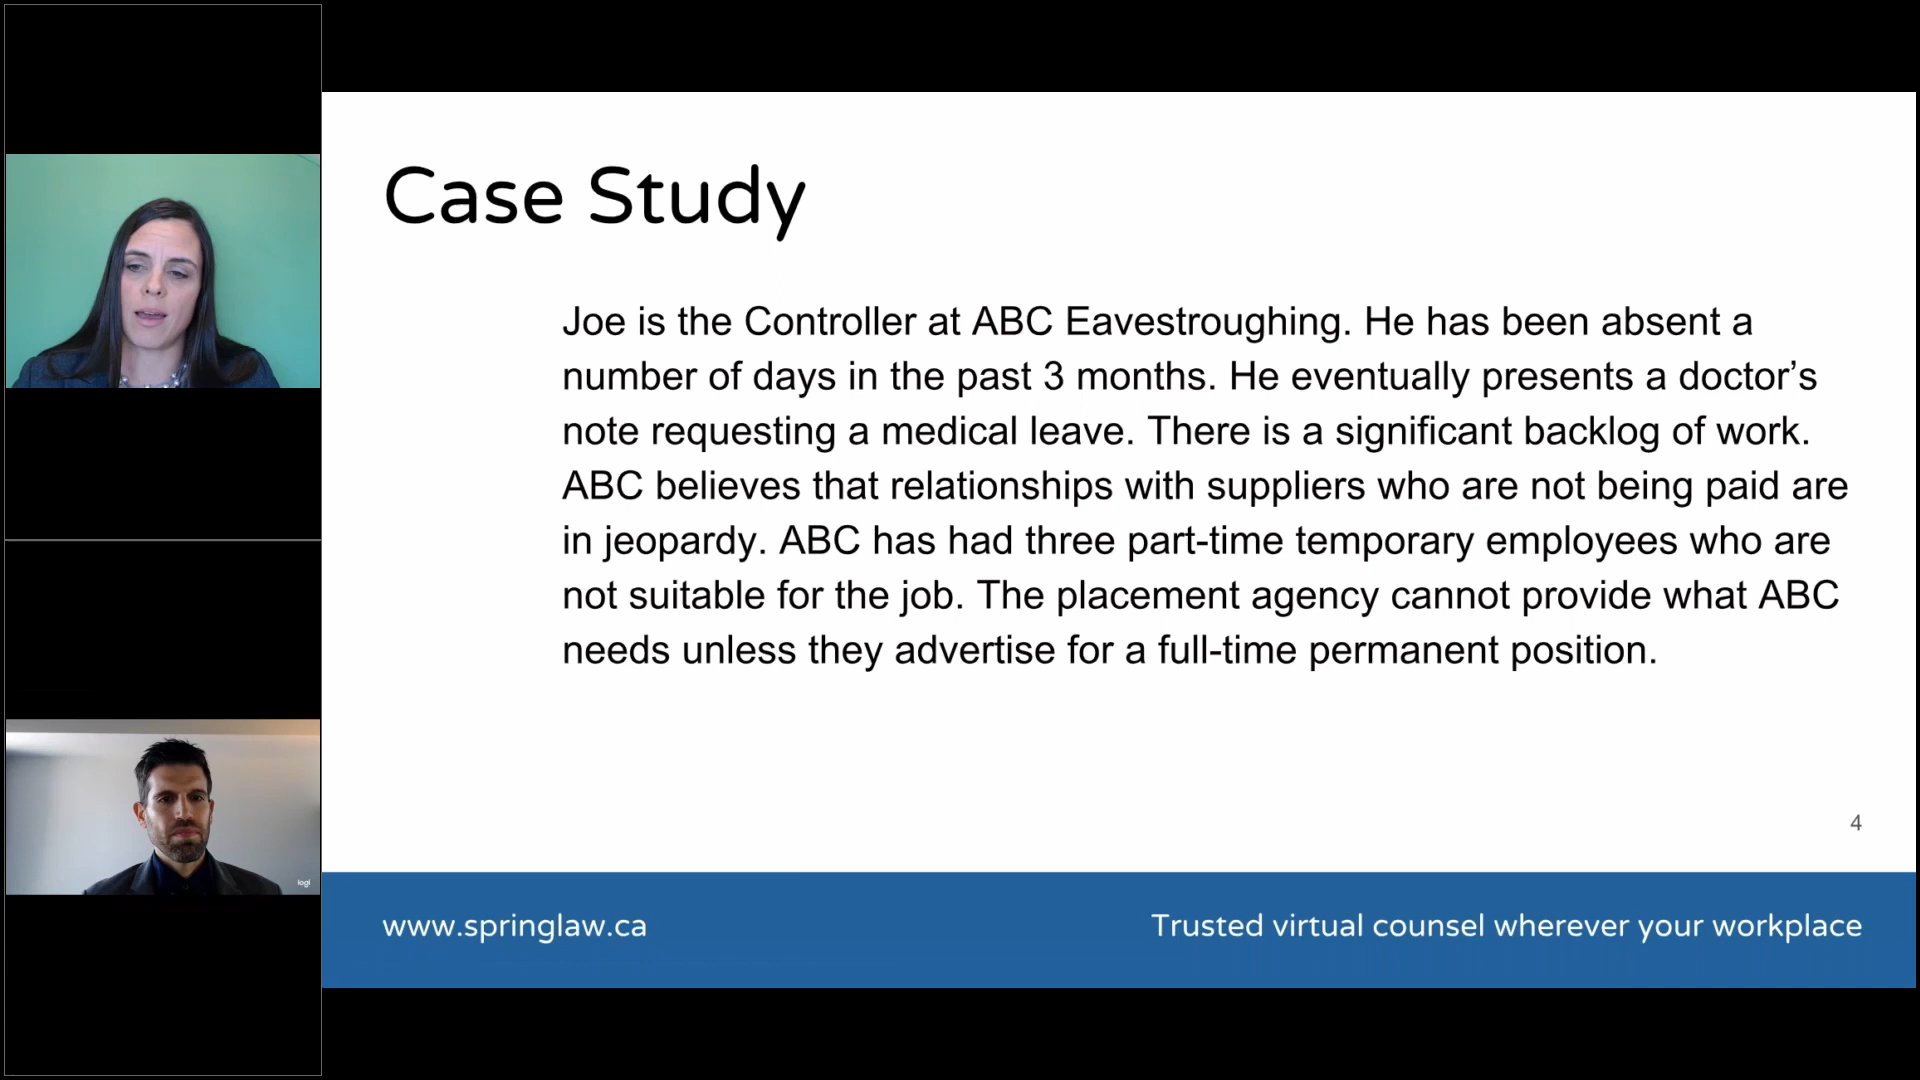 Case Study
Joe is the Controller at ABC Eavestroughing. He has been absent a
number of days in the past 3 months. He eventually presents a doctor’s
note requesting a medical leave. There is a significant backlog of work.
ABC believes that relationships with suppliers who are not being paid are
in jeopardy. ABC has had three part-time temporary employees who are
not suitable for the job. The placement agency cannot provide what ABC
needs unless they advertise for a full-time permanent position.
4
www.springlaw.ca
Trusted virtual counsel wherever your workplace
logi